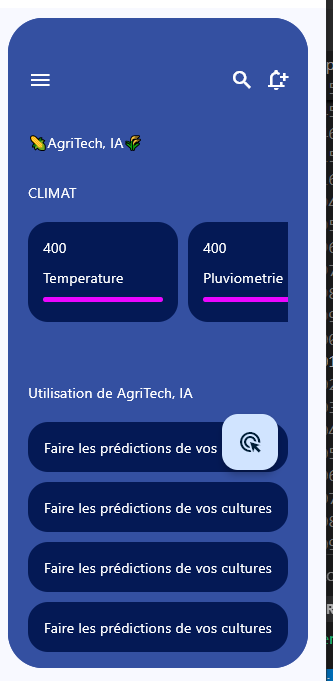 🌽AgriTech, IA🌾
CLIMAT
400
Temperature
400
Pluviometrie
Utilisation de AgriTech, IA
Faire les prédictions de vos
Faire les prédictions de vos cultures
Faire les prédictions de vos cultures
Faire les prédictions de vos cultures